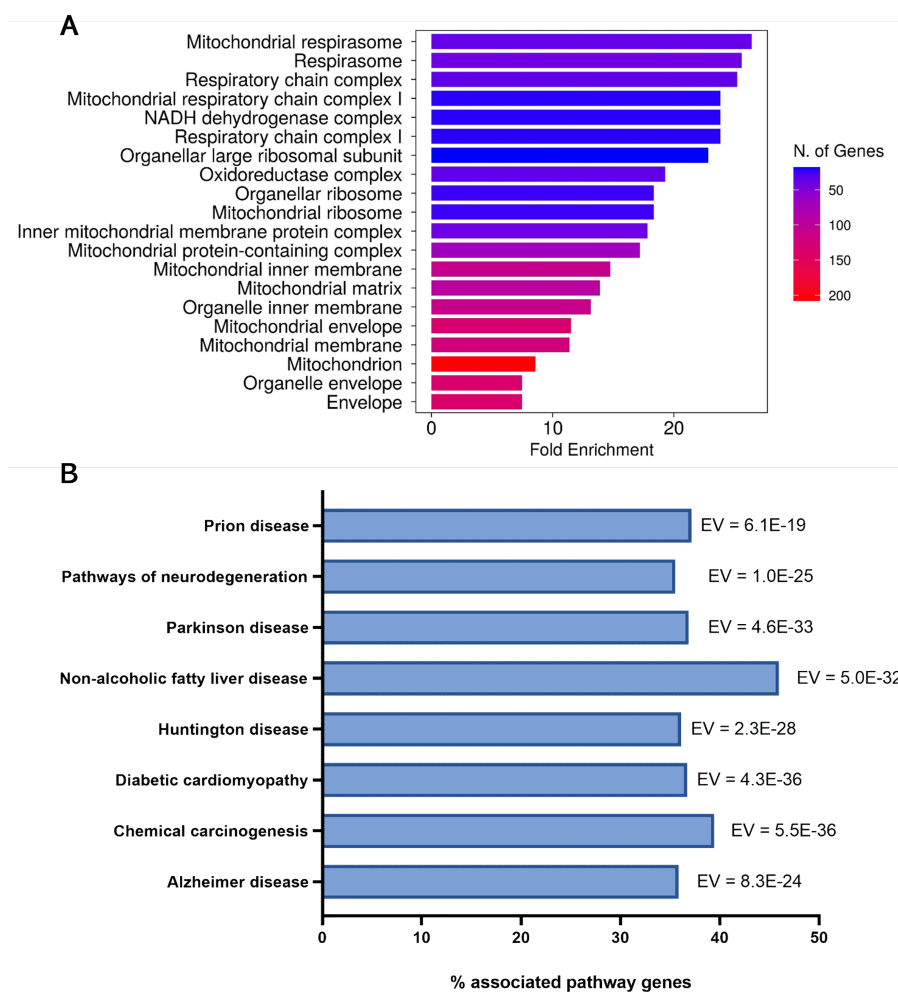 A
Mitochondrial respirasome
Respirasome
Respiratory chain complex
Mitochondrial respiratory chain complex I
NADH dehydrogenase complex
Respiratory chain complex I
Organellar large ribosomal subunit
Oxidoreductase complex
Organellar ribosome
Mitochondrial ribosome
Inner mitochondrial membrane protein complex
Mitochondrial protein-containing complex
Mitochondrial inner membrane
Mitochondrial matrix
Organelle inner membrane
Mitochondrial envelope
Mitochondrial membrane
Mitochondrion
Organelle envelope
Envelope
0 10 20
Fold Enrichment
N. of Genes
50
100
150
200
B
Prion disease EV = 6.1E-19
Pathways of neurodegeneration EV = 1.0E-25
Parkinson disease EV = 4.6E-33
Non-alcoholic fatty liver disease EV = 5.0E-32
Huntington disease EV = 2.3E-28
Diabetic cardiomyopathy EV = 4.3E-36
Chemical carcinogenesis EV = 5.5E-36
Alzheimer disease EV = 8.3E-24
0 10 20 30 40 50
% associated pathway genes